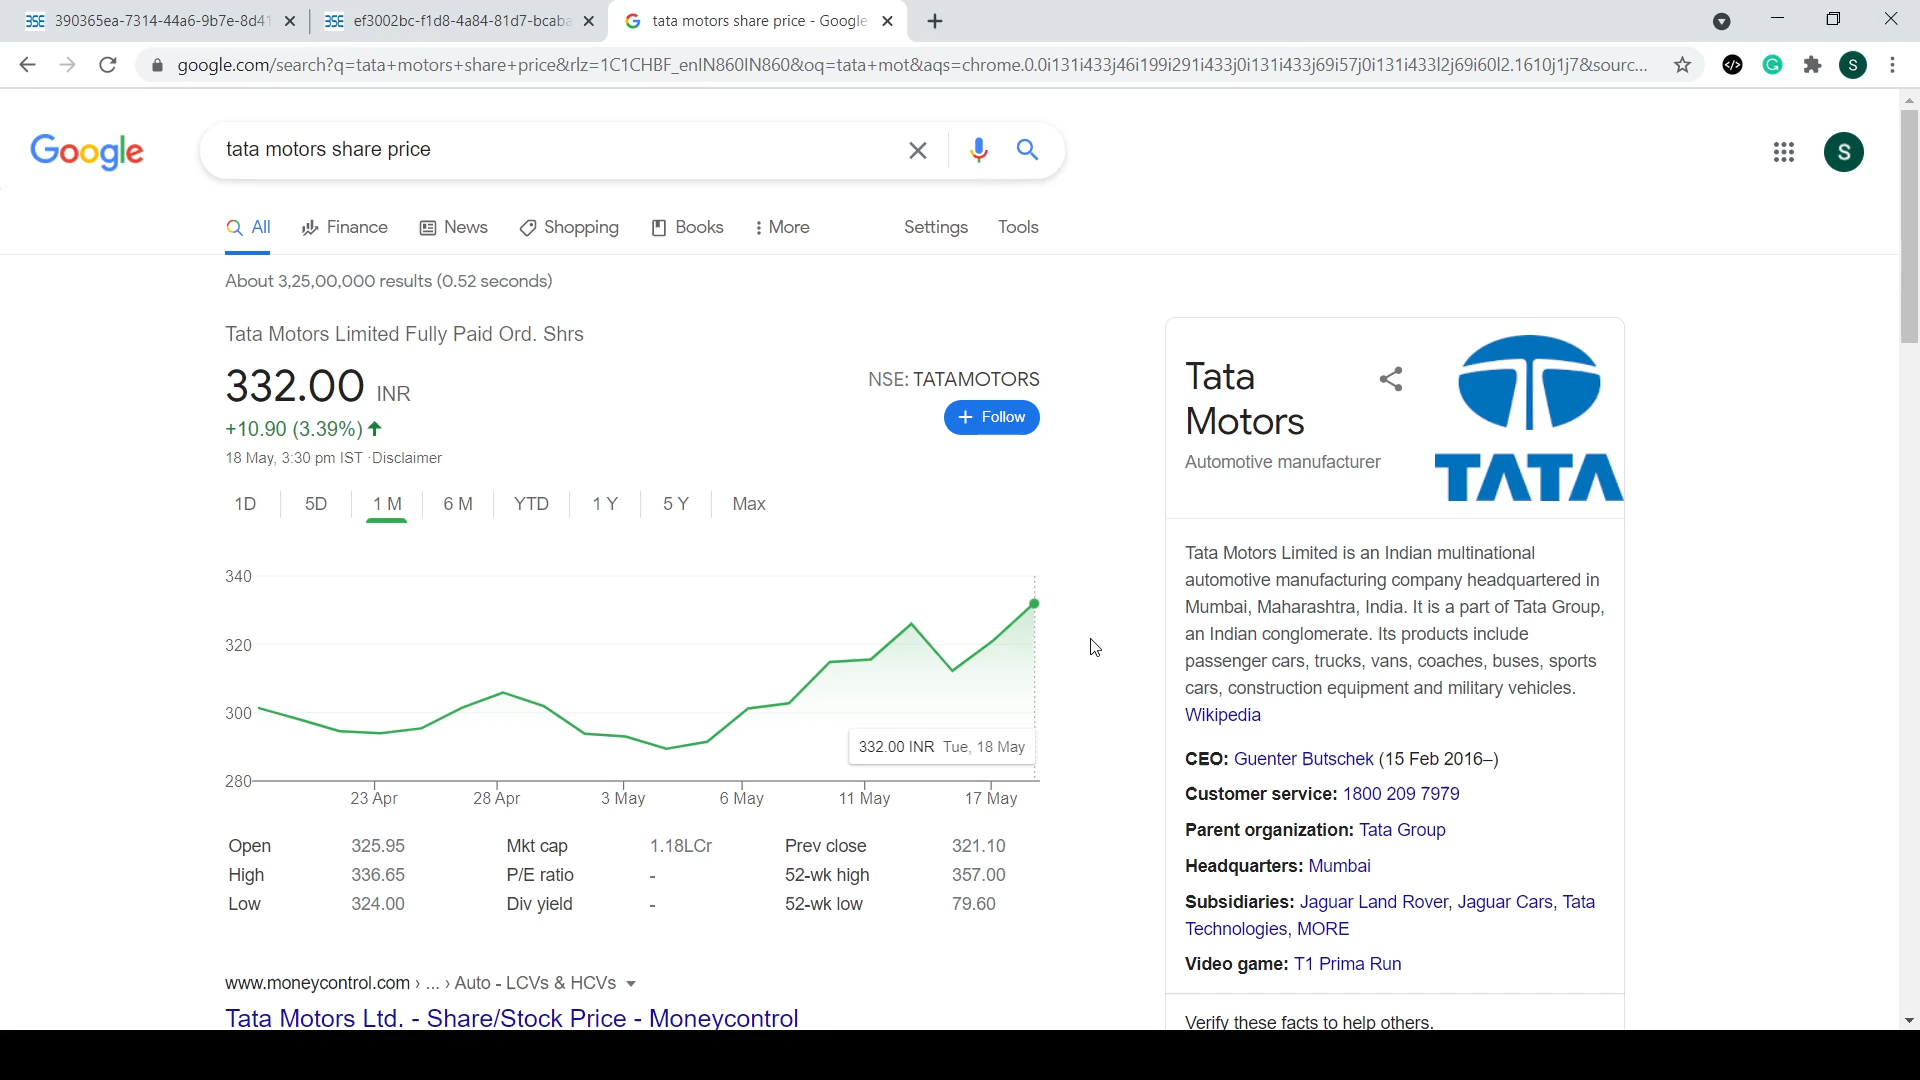 390365ea-7314-44a6-9b7e-8d41
ef3002bc-f1d8-4a84-81d7-bcaba
tata motors share price - Google
google.com/search?q=tata+motors+share+price&rlz=1C1CHBF_enIN860IN860&oq=tata+mot&aqs=chrome.0.0i131i433j46i199i291i433j0i131i433j69i57j0i131i433l2j69i60l2.1610j1j7&sourc...
S
Google
tata motors share price
S
All
Finance
News
Shopping
Books
More
Settings
Tools
About 3,25,00,000 results (0.52 seconds)
Tata Motors Limited Fully Paid Ord. Shrs
332.00 INR
NSE: TATAMOTORS
+10.90 (3.39%)
+ Follow
18 May, 3:30 pm IST ·Disclaimer
1D
5D
1 M
6 M
YTD
1 Y
5 Y
Max
340
320
300
280
332.00 INR Tue, 18 May
23 Apr
28 Apr
3 May
6 May
11 May
17 May
Open 325.95 Mkt cap 1.18LCr Prev close 321.10
High 336.65 P/E ratio - 52-wk high 357.00
Low 324.00 Div yield - 52-wk low 79.60
www.moneycontrol.com › ... › Auto - LCVs & HCVs
Tata Motors Ltd. - Share/Stock Price - Moneycontrol
Tata
Motors
Automotive manufacturer
TATA
Tata Motors Limited is an Indian multinational
automotive manufacturing company headquartered in
Mumbai, Maharashtra, India. It is a part of Tata Group,
an Indian conglomerate. Its products include
passenger cars, trucks, vans, coaches, buses, sports
cars, construction equipment and military vehicles.
Wikipedia
CEO: Guenter Butschek (15 Feb 2016–)
Customer service: 1800 209 7979
Parent organization: Tata Group
Headquarters: Mumbai
Subsidiaries: Jaguar Land Rover, Jaguar Cars, Tata
Technologies, MORE
Video game: T1 Prima Run
Verify these facts to help others.